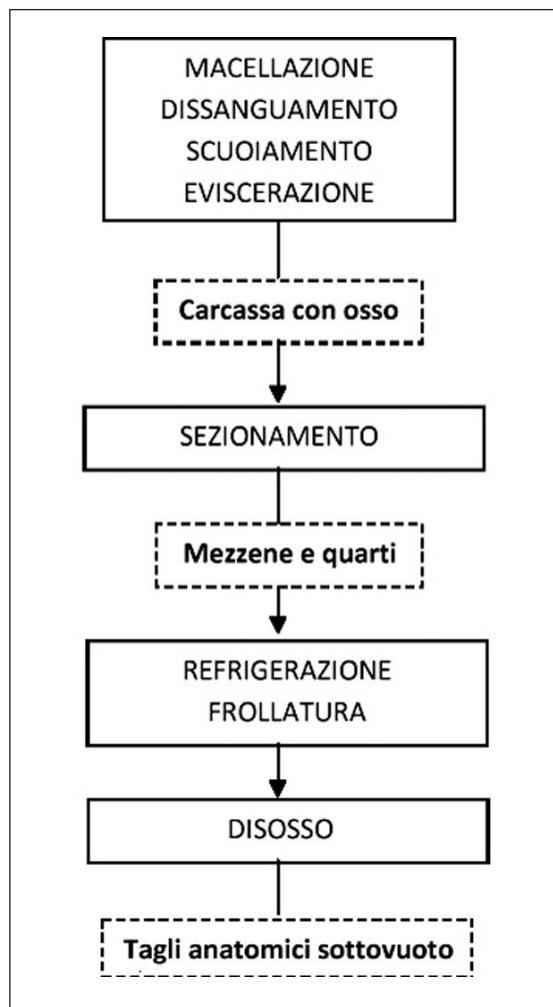 MACELLAZIONE
DISSANGUAMENTO
SCUOIAMENTO
EVISCERAZIONE
Carcassa con osso
SEZIONAMENTO
Mezzene e quarti
REFRIGERAZIONE
FROLLATURA
DISOSSO
Tagli anatomici sottovuoto